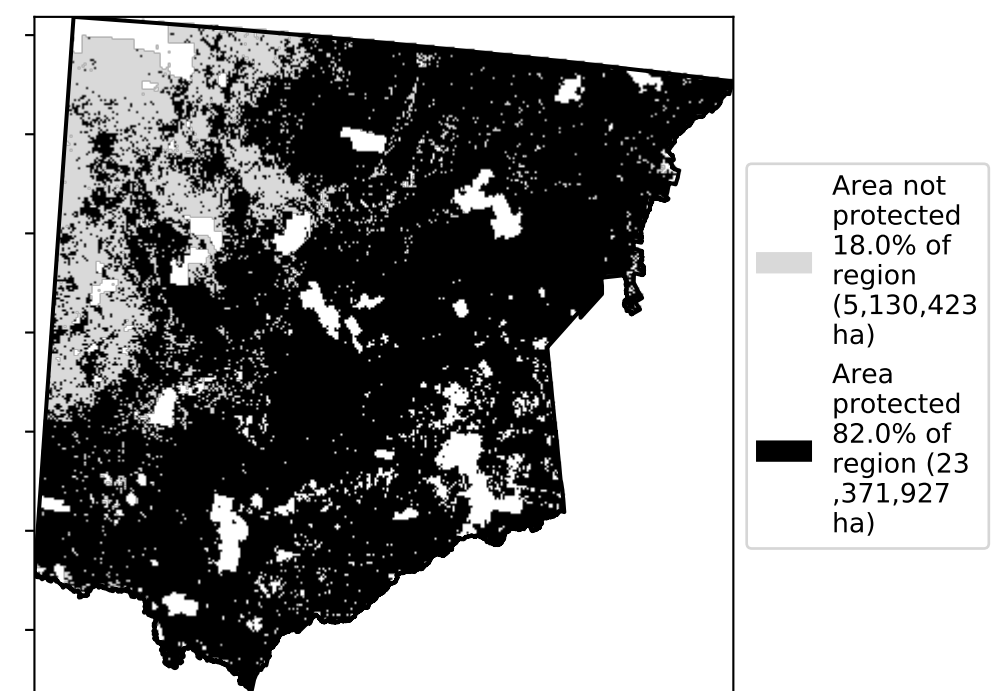 Area not
protected
18.0% of
region
(5,130,423
ha)
Area
protected
82.0% of
region (23
,371,927
ha)